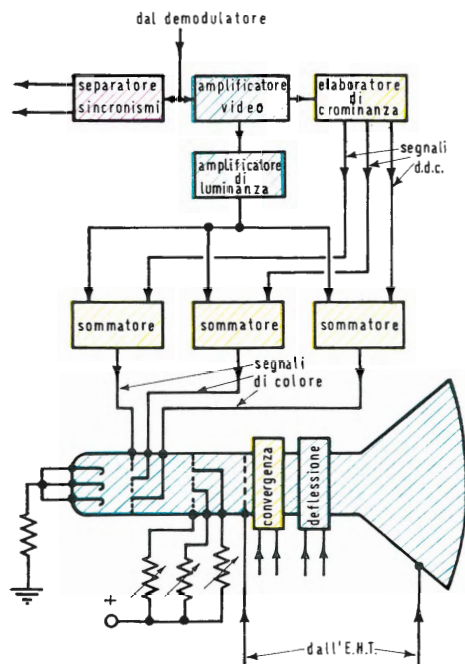 dal demodulatore
separatore
sincronismi
amplificatore
video
elaboratore
di
crominanza
segnali
d.d.c.
amplificatore
di
luminanza
sommatore
sommatore
sommatore
segnali
di colore
convergenza
deflessione
+
dall'E.H.T.